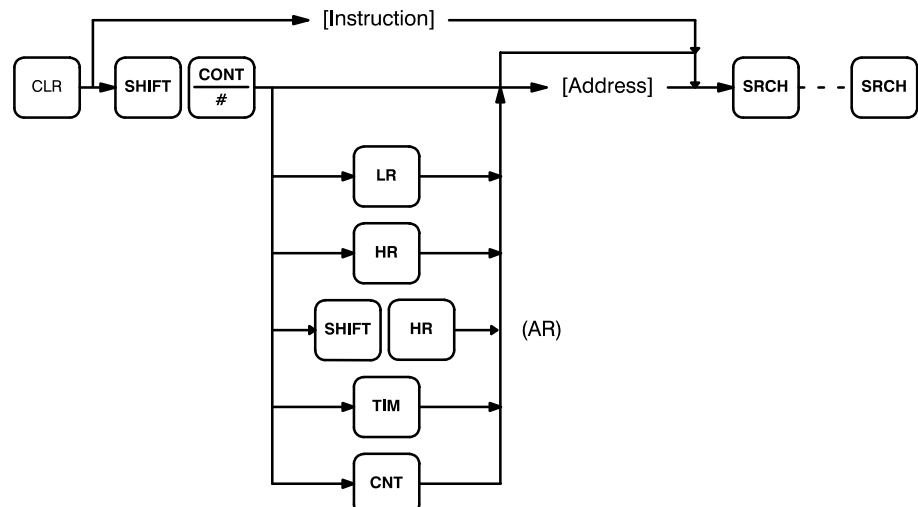 [Instruction]
CLR SHIFT CONT # [Address] SRCH SRCH
LR
HR
SHIFT HR (AR)
TIM
CNT